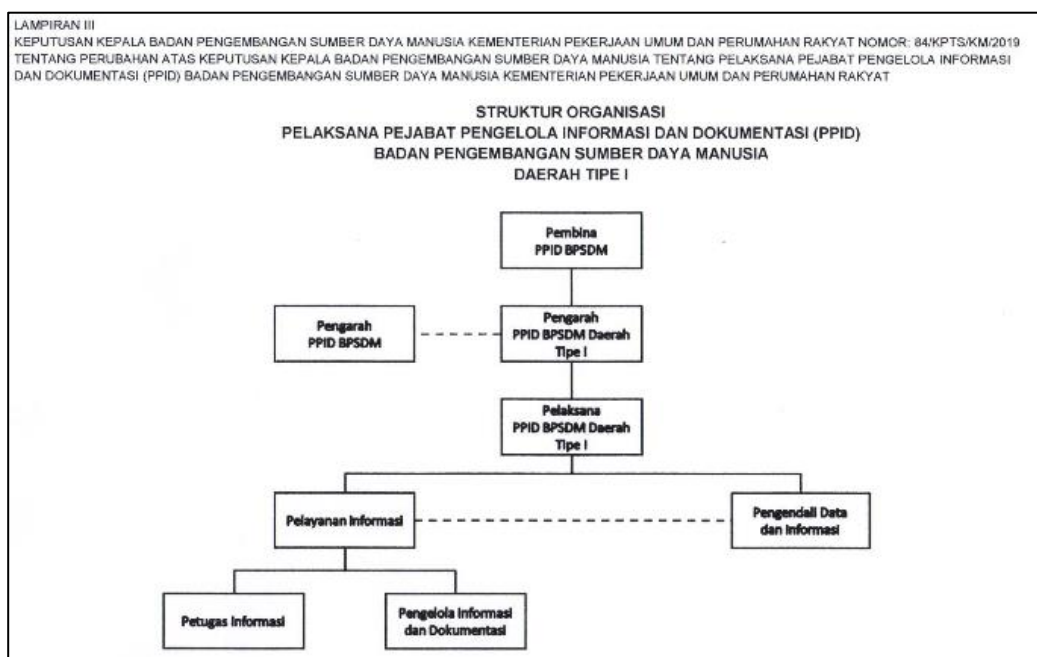 LAMPIRAN III
KEPUTUSAN KEPALA BADAN PENGEMBANGAN SUMBER DAYA MANUSIA KEMENTERIAN PEKERJAAN UMUM DAN PERUMAHAN RAKYAT NOMOR: 84/KPTS/KM/2019
TENTANG PERUBAHAN ATAS KEPUTUSAN KEPALA BADAN PENGEMBANGAN SUMBER DAYA MANUSIA TENTANG PELAKSANA PEJABAT PENGELOLA INFORMASI
DAN DOKUMENTASI (PPID) BADAN PENGEMBANGAN SUMBER DAYA MANUSIA KEMENTERIAN PEKERJAAN UMUM DAN PERUMAHAN RAKYAT
STRUKTUR ORGANISASI
PELAKSANA PEJABAT PENGELOLA INFORMASI DAN DOKUMENTASI (PPID)
BADAN PENGEMBANGAN SUMBER DAYA MANUSIA
DAERAH TIPE I
Pembina
PPID BPSDM
Pengarah
PPID BPSDM
Pengarah
PPID BPSDM Daerah
Tipe I
Pelaksana
PPID BPSDM Daerah
Tipe I
Pelayanan Informasi
Pengendali Data
dan Informasi
Petugas Informasi
Pengelola Informasi
dan Dokumentasi